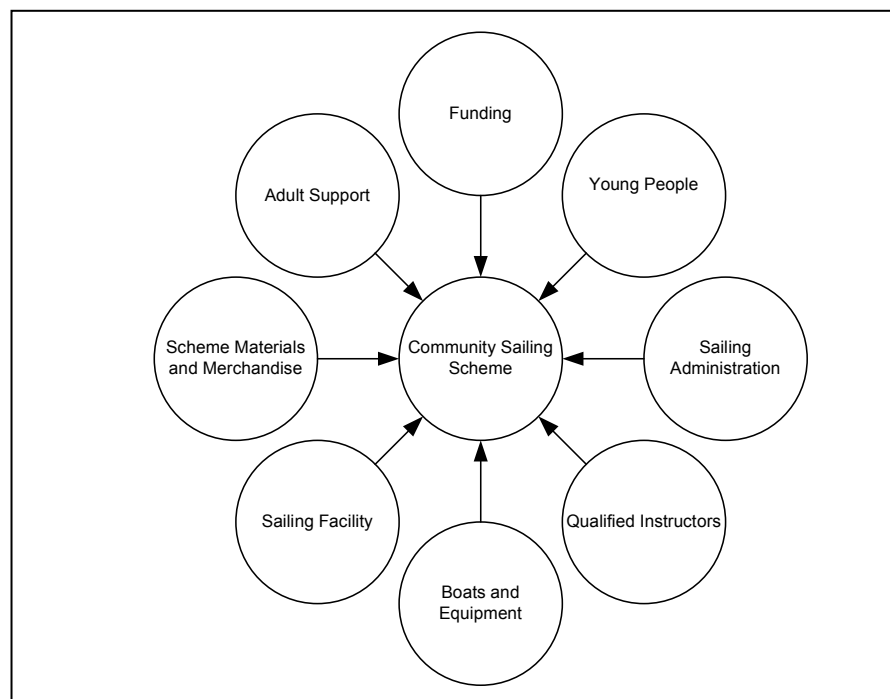 Funding
Adult Support
Young People
Scheme Materials
and Merchandise
Community Sailing
Scheme
Sailing
Administration
Sailing Facility
Qualified Instructors
Boats and
Equipment